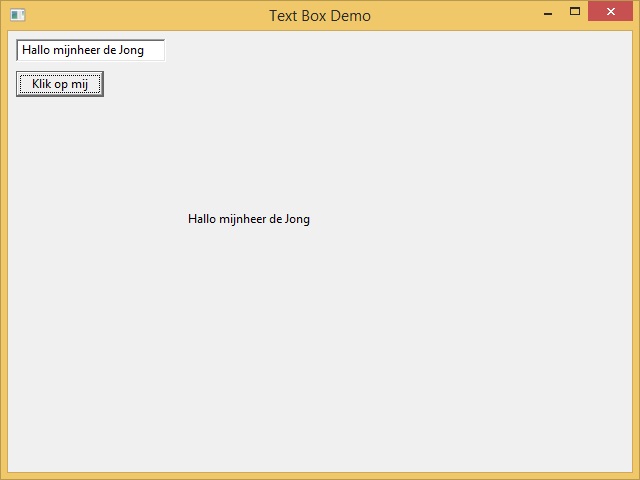 Text Box Demo
Hallo mijnheer de Jong
Klik op mij
Hallo mijnheer de Jong